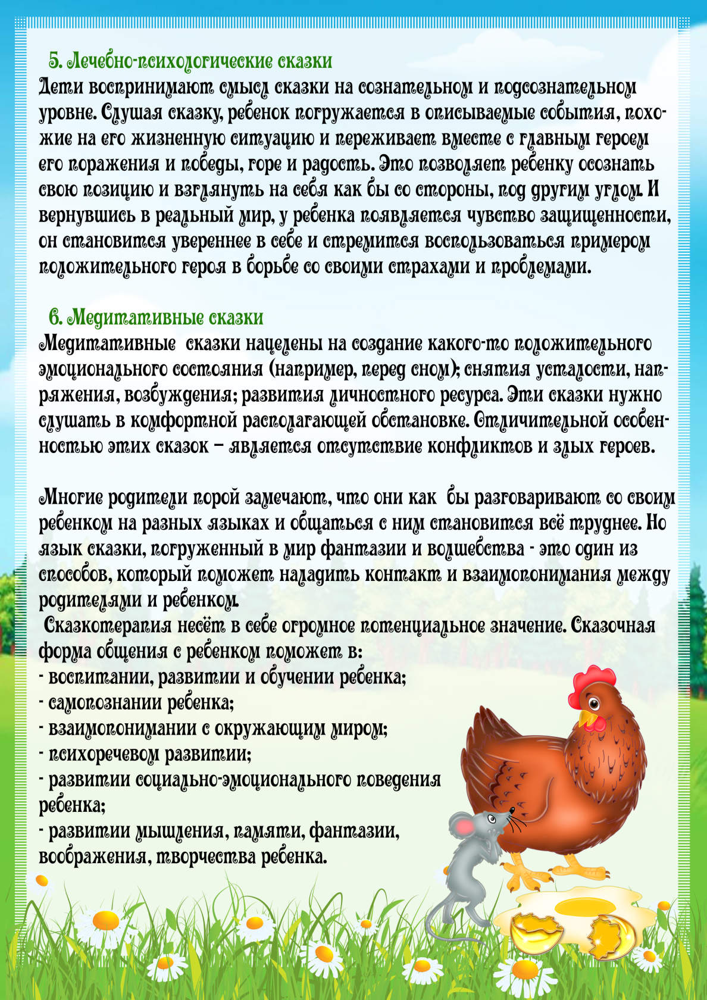 5. Лечебно-психологические сказки
Дети воспринимают смысл сказки на сознательном и подсознательном
уровне. Слушая сказку, ребенок погружается в описываемые события, похо-
жие на его жизненную ситуацию и переживает вместе с главным героем
его поражения и победы, горе и радость. Это позволяет ребенку осознать
свою позицию и взглянуть на себя как бы со стороны, под другим углом. И
вернувшись в реальный мир, у ребенка появляется чувство защищенности,
он становится увереннее в себе и стремится воспользоваться примером
положительного героя в борьбе со своими страхами и проблемами.
6. Медитативные сказки
Медитативные сказки нацелены на создание какого-то положительного
эмоционального состояния (например, перед сном); снятия усталости, нап-
ряжения, возбуждения; развития личностного ресурса. Эти сказки нужно
слушать в комфортной располагающей обстановке. Отличительной особен-
ностью этих сказок – является отсутствие конфликтов и злых героев.
Многие родители порой замечают, что они как бы разговаривают со своим
ребенком на разных языках и общаться с ним становится всё труднее. Но
язык сказки, погруженный в мир фантазии и волшебства - это один из
способов, который поможет наладить контакт и взаимопонимания между
родителями и ребенком.
Сказкотерапия несёт в себе огромное потенциальное значение. Сказочная
форма общения с ребенком поможет в:
- воспитании, развитии и обучении ребенка;
- самопознании ребенка;
- взаимопонимании с окружающим миром;
- психоречевом развитии;
- развитии социально-эмоционального поведения
ребенка;
- развитии мышления, памяти, фантазии,
воображения, творчества ребенка.